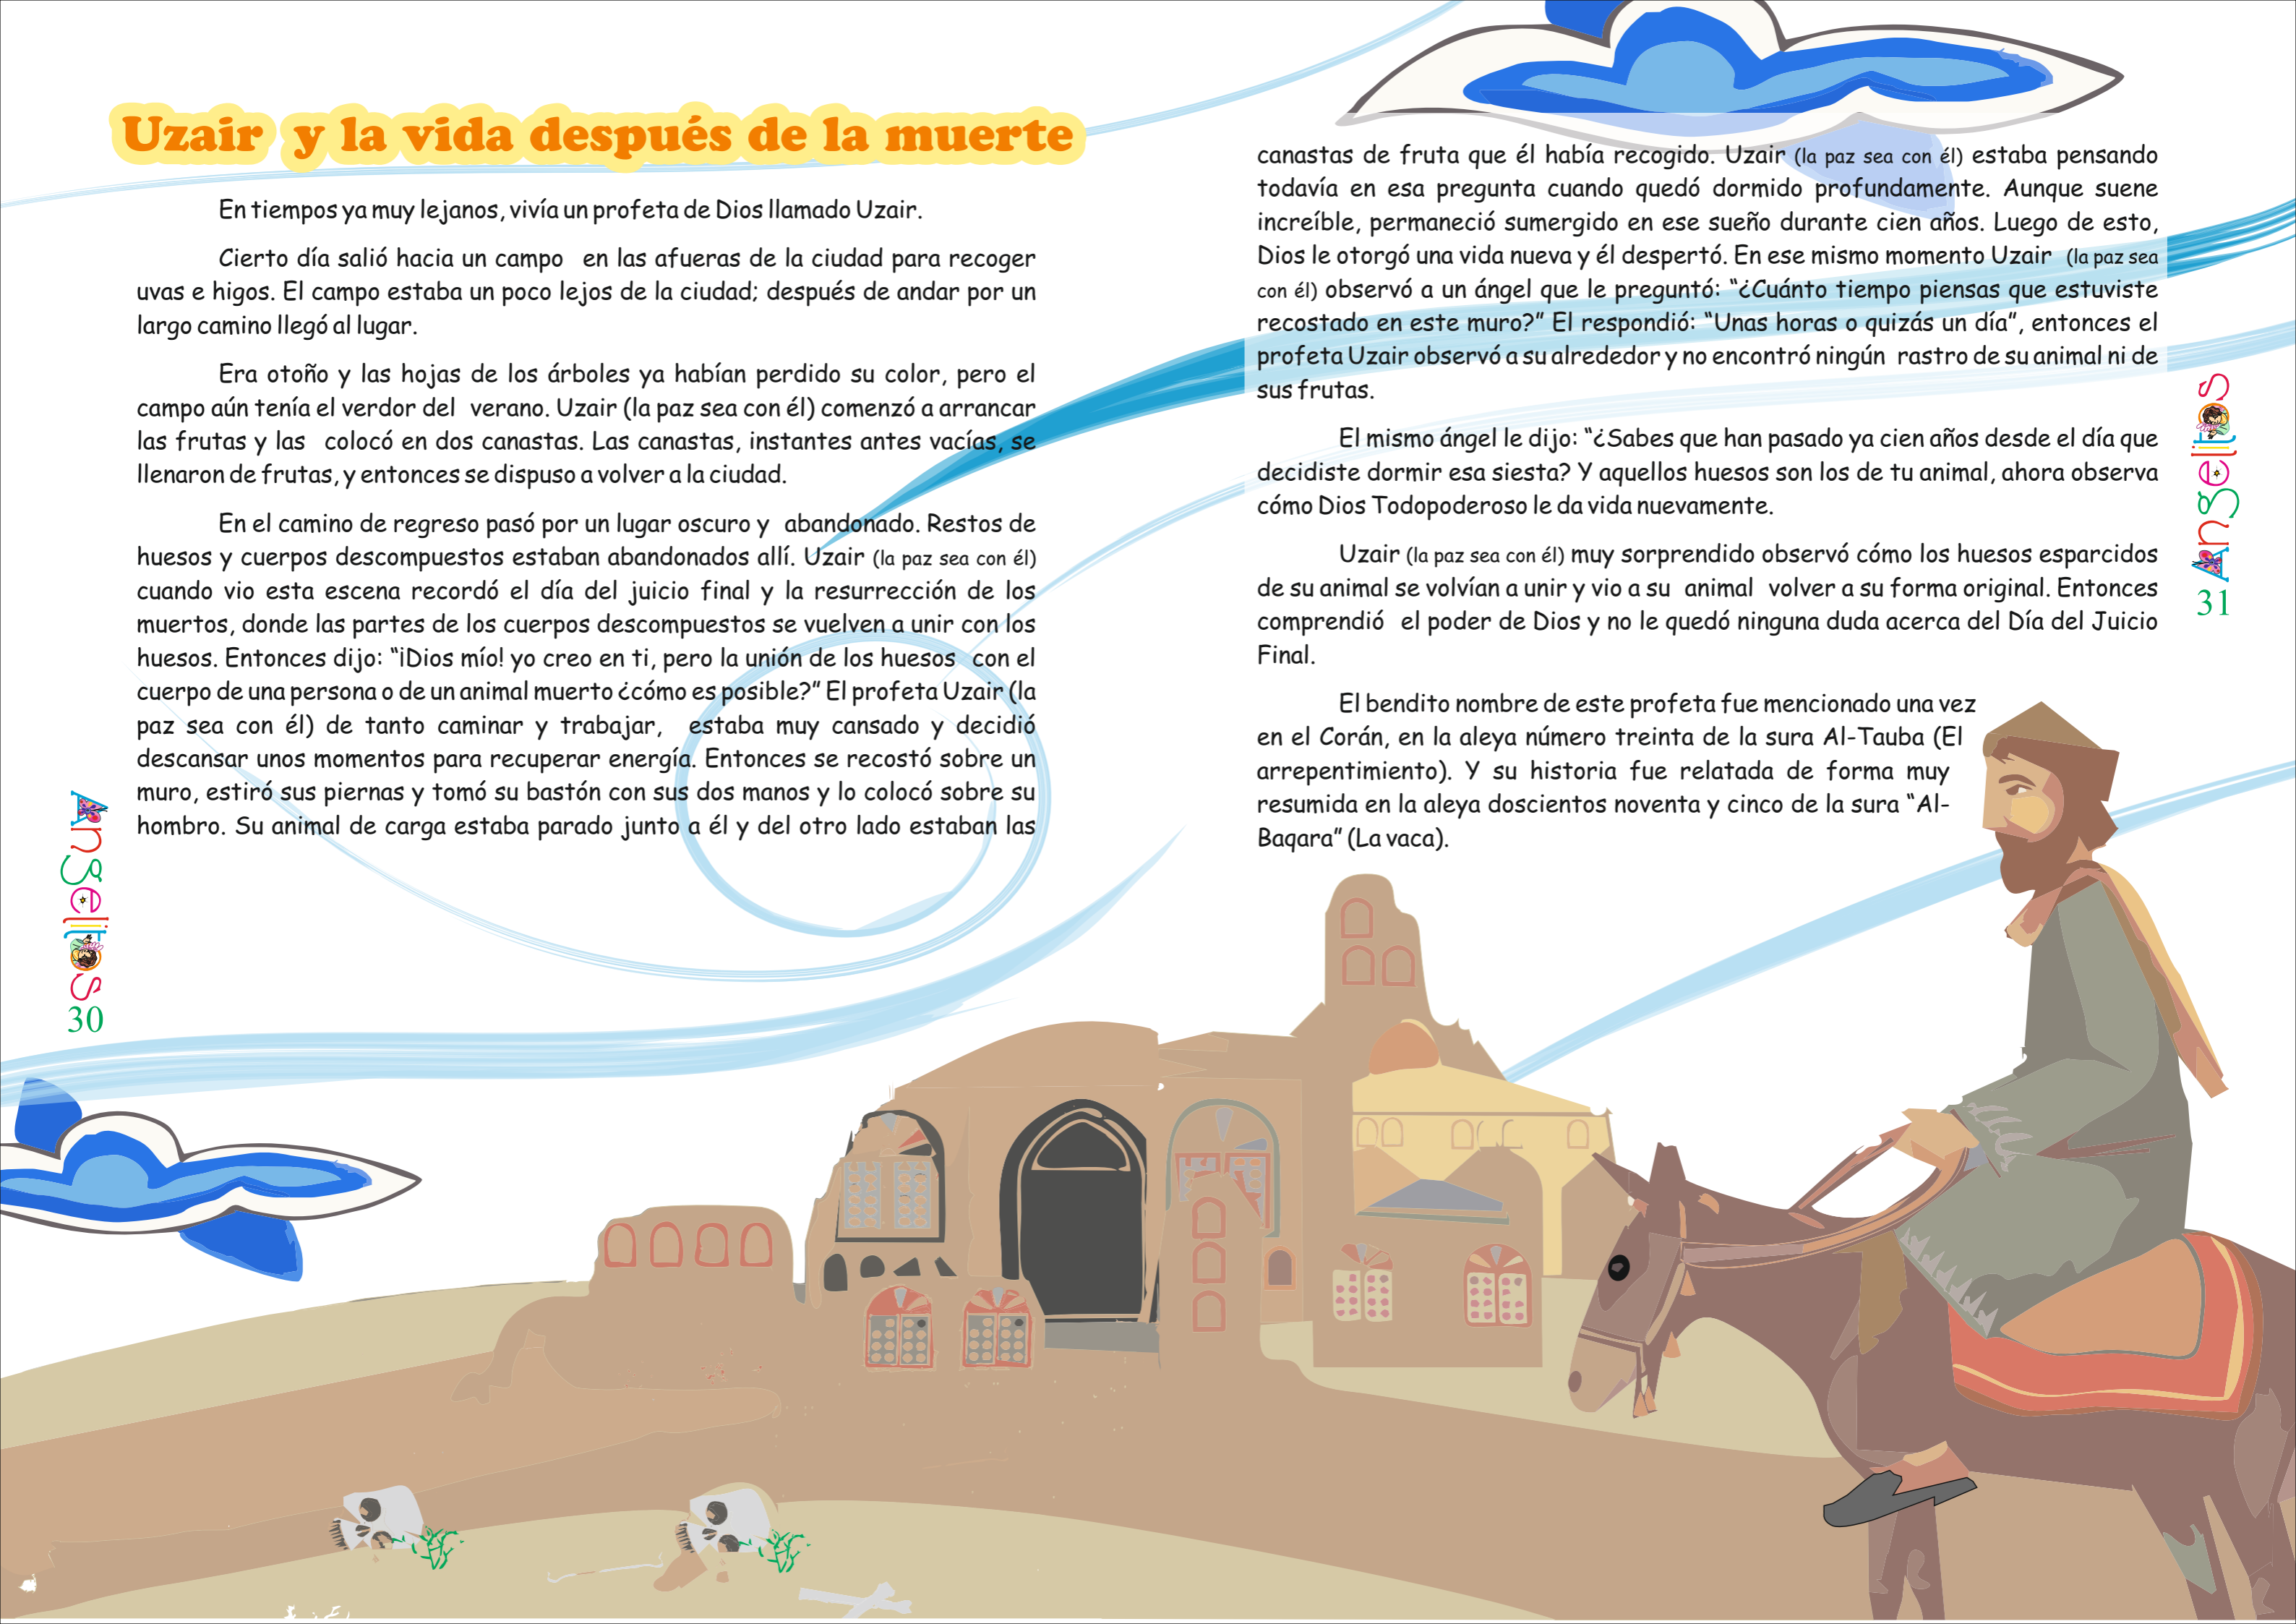 Uzair y la vida después de la muerte
En tiempos ya muy lejanos, vivía un profeta de Dios llamado Uzair.
Cierto día salió hacia un campo en las afueras de la ciudad para recoger
uvas e higos. El campo estaba un poco lejos de la ciudad; después de andar por un
largo camino llegó al lugar.
Era otoño y las hojas de los árboles ya habían perdido su color, pero el
campo aún tenía el verdor del verano. Uzair (la paz sea con él) comenzó a arrancar
las frutas y las colocó en dos canastas. Las canastas, instantes antes vacías, se
llenaron de frutas, y entonces se dispuso a volver a la ciudad.
En el camino de regreso pasó por un lugar oscuro y abandonado. Restos de
huesos y cuerpos descompuestos estaban abandonados allí. Uzair (la paz sea con él)
cuando vio esta escena recordó el día del juicio final y la resurrección de los
muertos, donde las partes de los cuerpos descompuestos se vuelven a unir con los
huesos. Entonces dijo: “¡Dios mío! yo creo en ti, pero la unión de los huesos con el
cuerpo de una persona o de un animal muerto ¿cómo es posible?” El profeta Uzair (la
paz sea con él) de tanto caminar y trabajar, estaba muy cansado y decidió
descansar unos momentos para recuperar energía. Entonces se recostó sobre un
muro, estiró sus piernas y tomó su bastón con sus dos manos y lo colocó sobre su
hombro. Su animal de carga estaba parado junto a él y del otro lado estaban las
Angelitos
30
canastas de fruta que él había recogido. Uzair (la paz sea con él) estaba pensando
todavía en esa pregunta cuando quedó dormido profundamente. Aunque suene
increíble, permaneció sumergido en ese sueño durante cien años. Luego de esto,
Dios le otorgó una vida nueva y él despertó. En ese mismo momento Uzair (la paz sea
con él) observó a un ángel que le preguntó: “¿Cuánto tiempo piensas que estuviste
recostado en este muro?” El respondió: “Unas horas o quizás un día”, entonces el
profeta Uzair observó a su alrededor y no encontró ningún rastro de su animal ni de
sus frutas.
El mismo ángel le dijo: “¿Sabes que han pasado ya cien años desde el día que
decidiste dormir esa siesta? Y aquellos huesos son los de tu animal, ahora observa
cómo Dios Todopoderoso le da vida nuevamente.
Uzair (la paz sea con él) muy sorprendido observó cómo los huesos esparcidos
de su animal se volvían a unir y vio a su animal volver a su forma original. Entonces
comprendió el poder de Dios y no le quedó ninguna duda acerca del Día del Juicio
Final.
El bendito nombre de este profeta fue mencionado una vez
en el Corán, en la aleya número treinta de la sura Al-Tauba (El
arrepentimiento). Y su historia fue relatada de forma muy
resumida en la aleya doscientos noventa y cinco de la sura “Al-
Baqara” (La vaca).
Angelitos
31